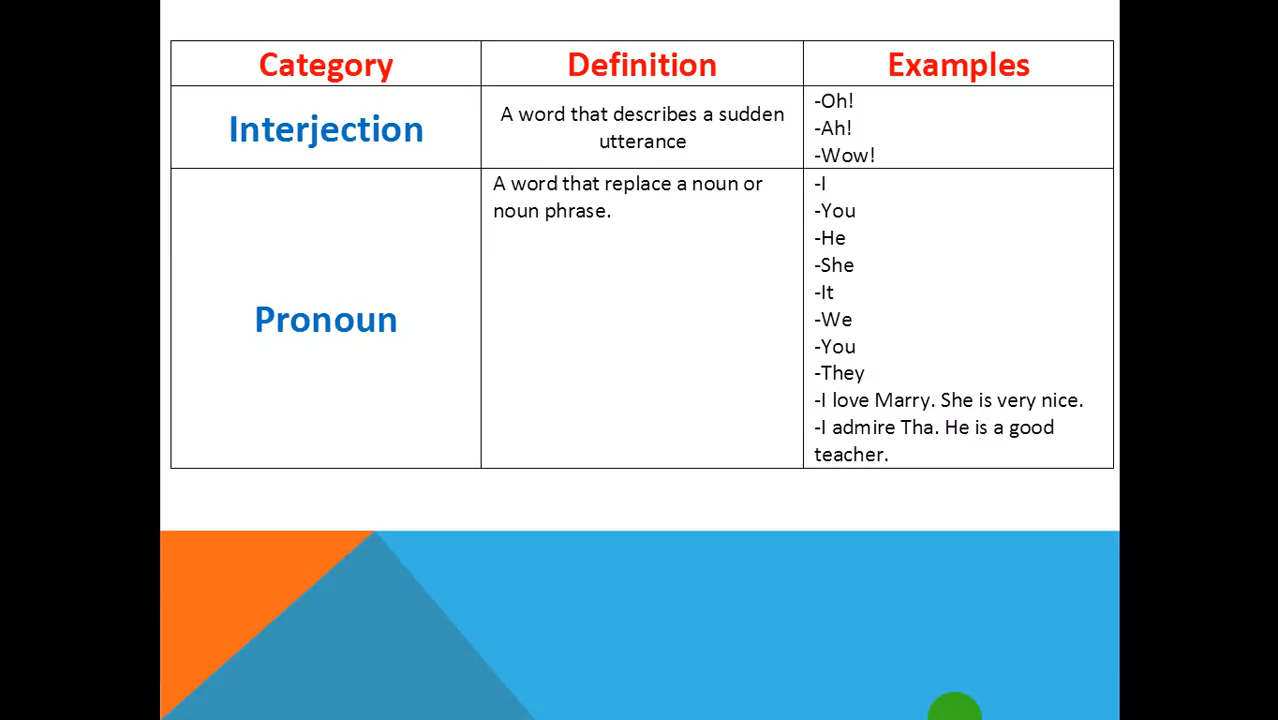 Category Definition Examples
Interjection
A word that describes a sudden
utterance
-Oh!
-Ah!
-Wow!
Pronoun
A word that replace a noun or
noun phrase.
-I
-You
-He
-She
-It
-We
-You
-They
-I love Marry. She is very nice.
-I admire Tha. He is a good
teacher.